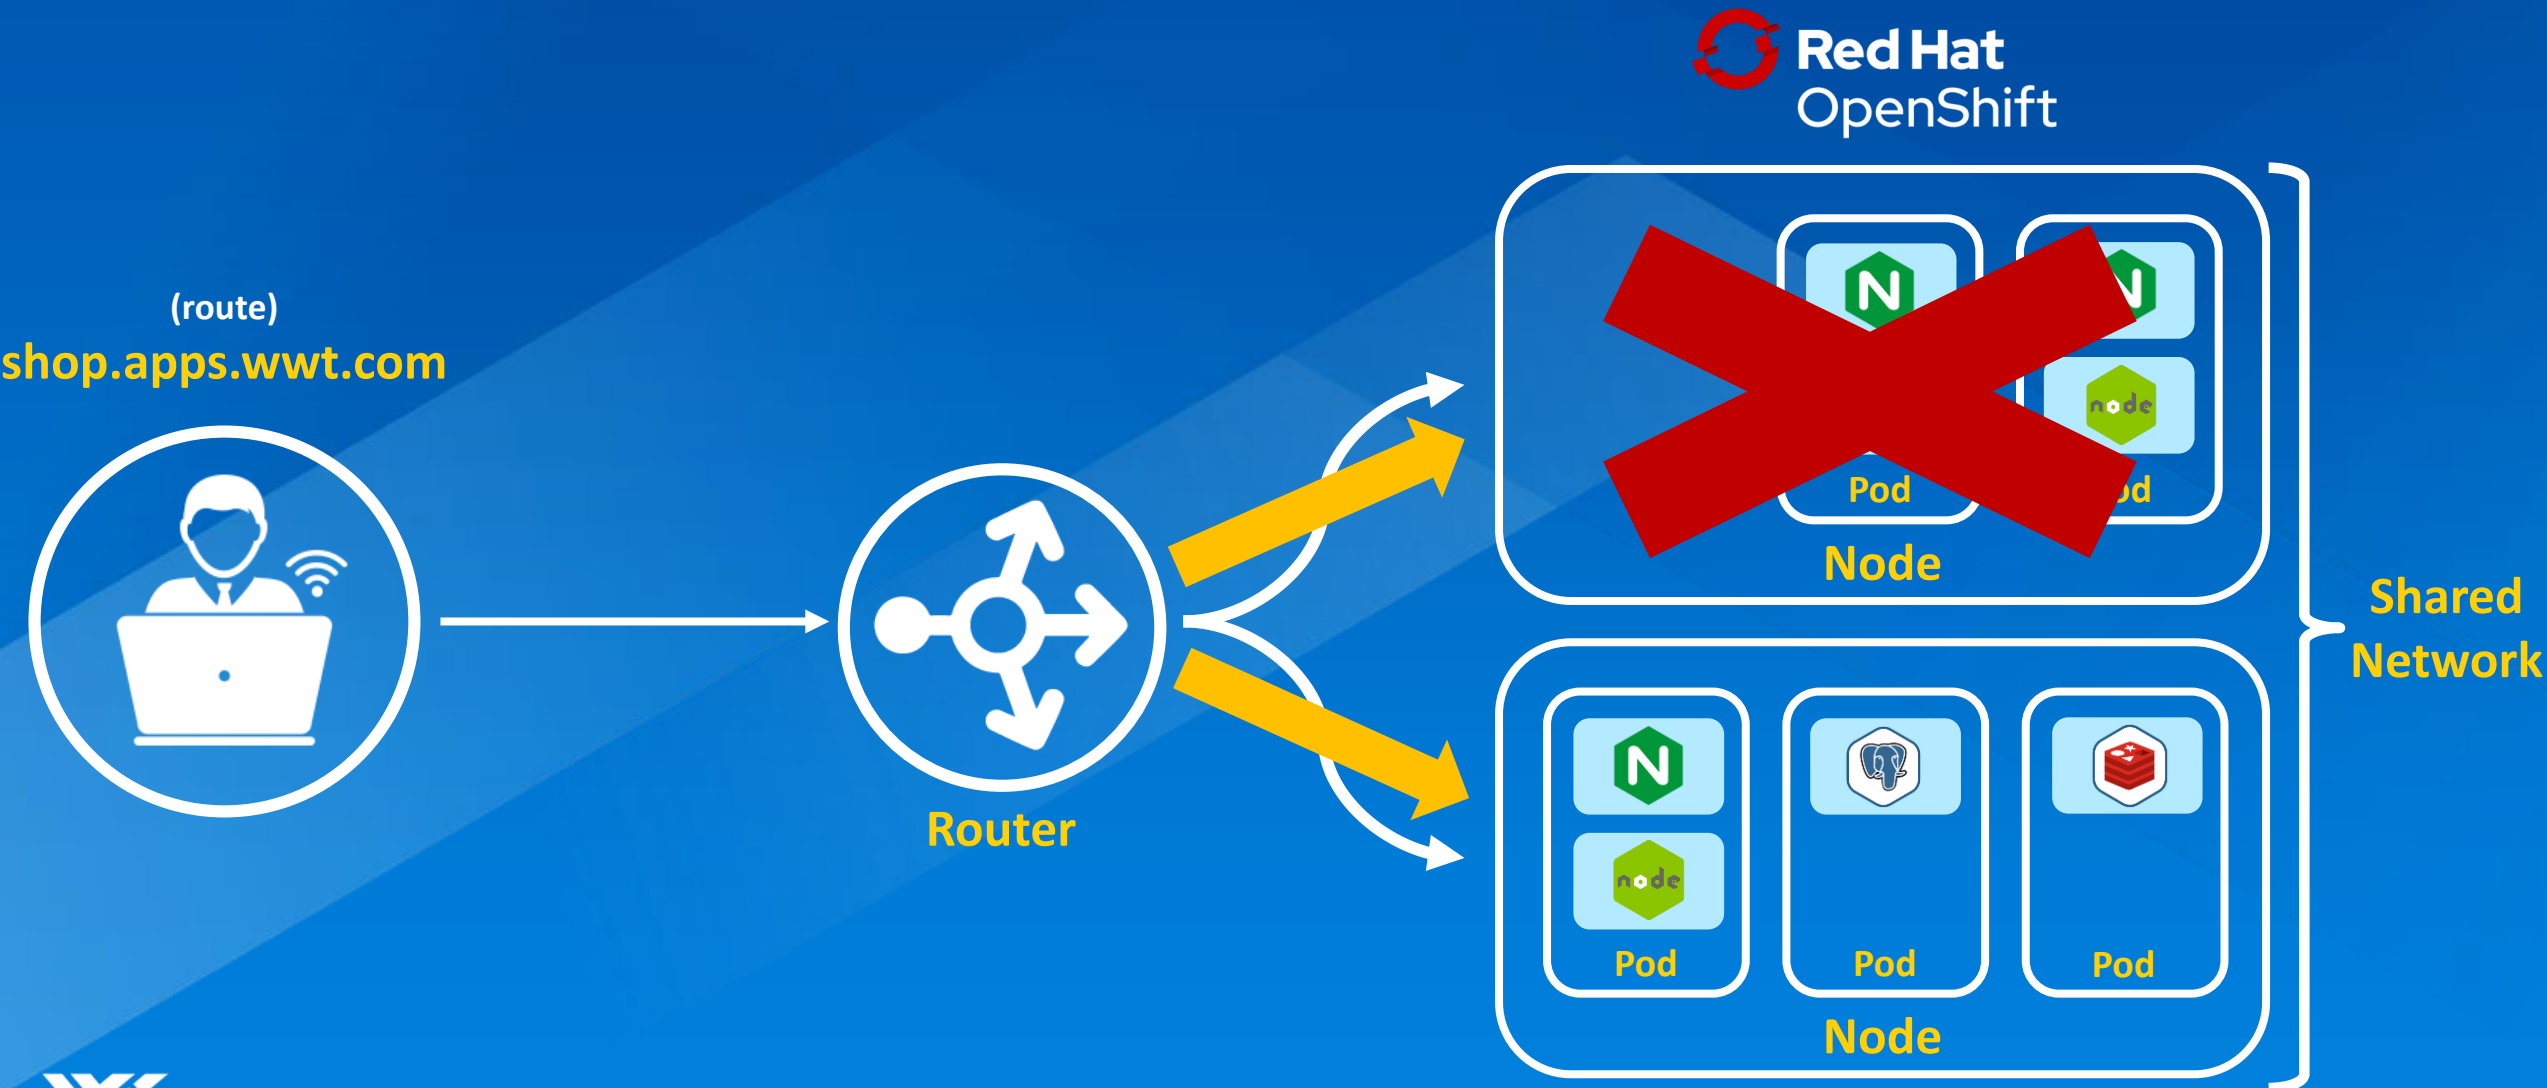 Red Hat
OpenShift
(route)
shop.apps.wwt.com
Router
N
N
node
Pod
Node
N
node
Pod
Pod
Pod
Node
Shared
Network